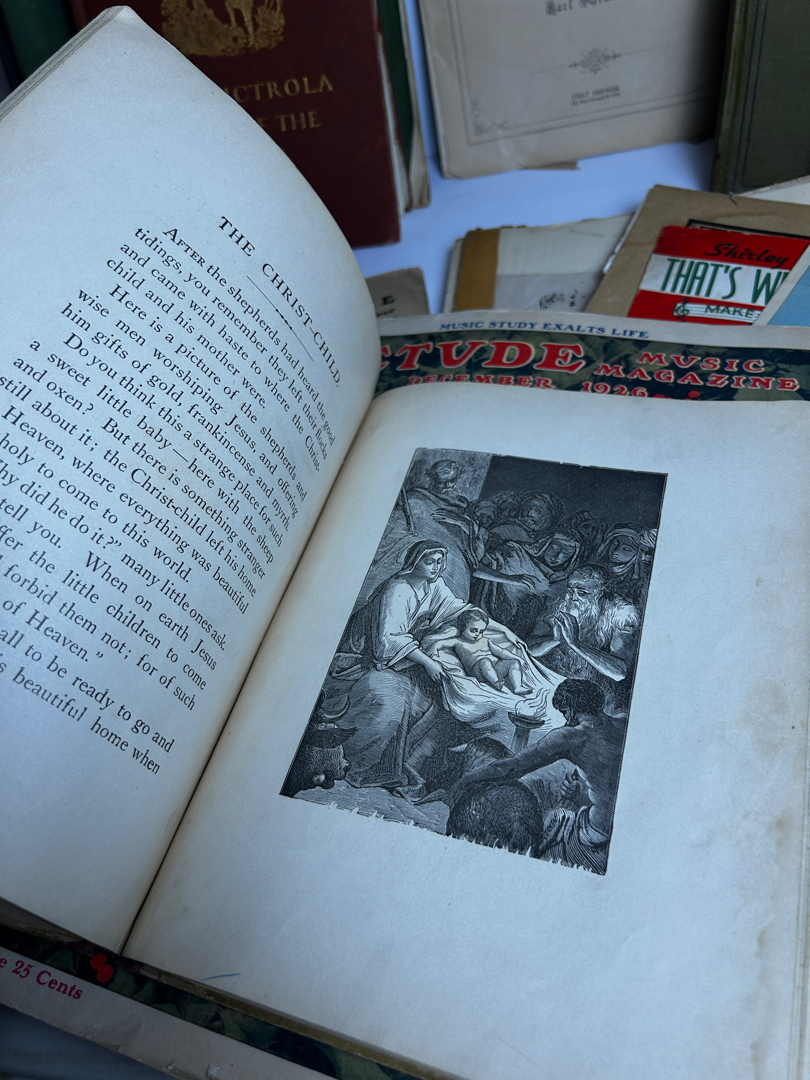 CTROLA
THE
MUSIC STUDY EXALTS LIFE
ETUDE
MUSIC
MAGAZINE
DECEMBER 1926
Shirley
THAT'S W
MAKE
THE CHRIST-CHILD.
AFTER the shepherds had heard the good
tidings, you remember they left their flocks
and came with haste to where the Christ-
child and his mother were.
Here is a picture of the shepherds and
wise men worshiping Jesus, and offering
him gifts of gold, frankincense and myrrh.
Do you think this a strange place for such
a sweet little baby—here with the sheep
and oxen? But there is something stranger
still about it; the Christ-child left his home
Heaven, where everything was beautiful
holy to come to this world.
hy did he do it?" many little ones ask.
tell you. When on earth Jesus
ffer the little children to come
forbid them not; for of such
of Heaven."
all to be ready to go and
s beautiful home when
e 25 Cents